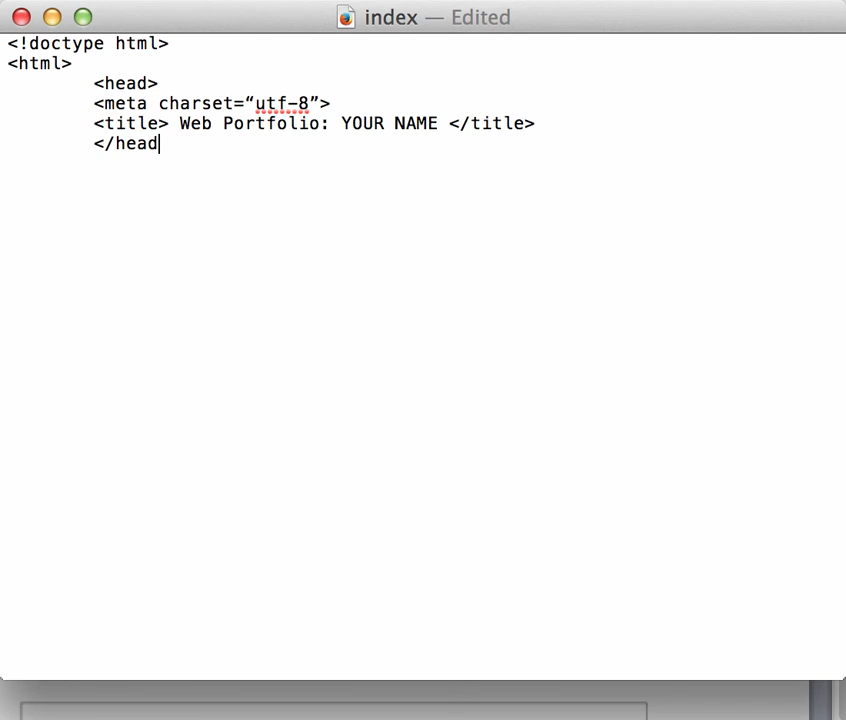 index — Edited
<!doctype html>
<html>
<head>
<meta charset=“utf-8”>
<title> Web Portfolio: YOUR NAME </title>
</head